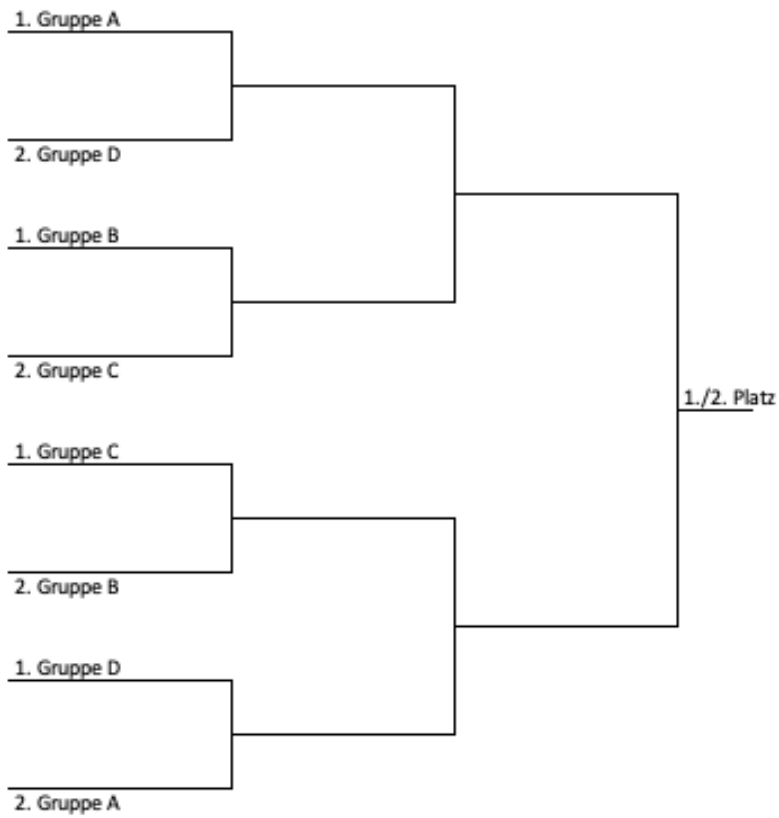 1. Gruppe A
2. Gruppe D
1. Gruppe B
2. Gruppe C
1./2. Platz
1. Gruppe C
2. Gruppe B
1. Gruppe D
2. Gruppe A